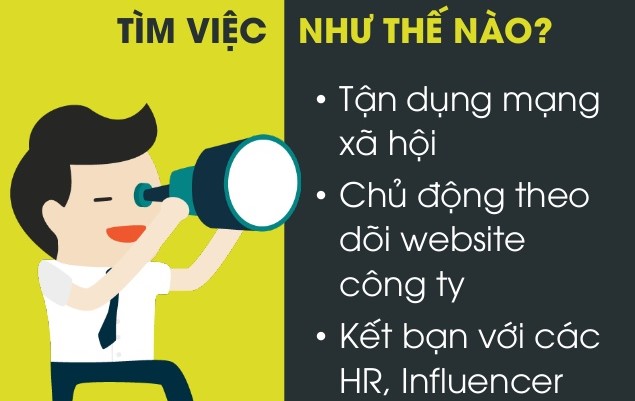 TÌM VIỆC NHƯ THẾ NÀO?
• Tận dụng mạng
xã hội
• Chủ động theo
dõi website
công ty
• Kết bạn với các
HR, Influencer